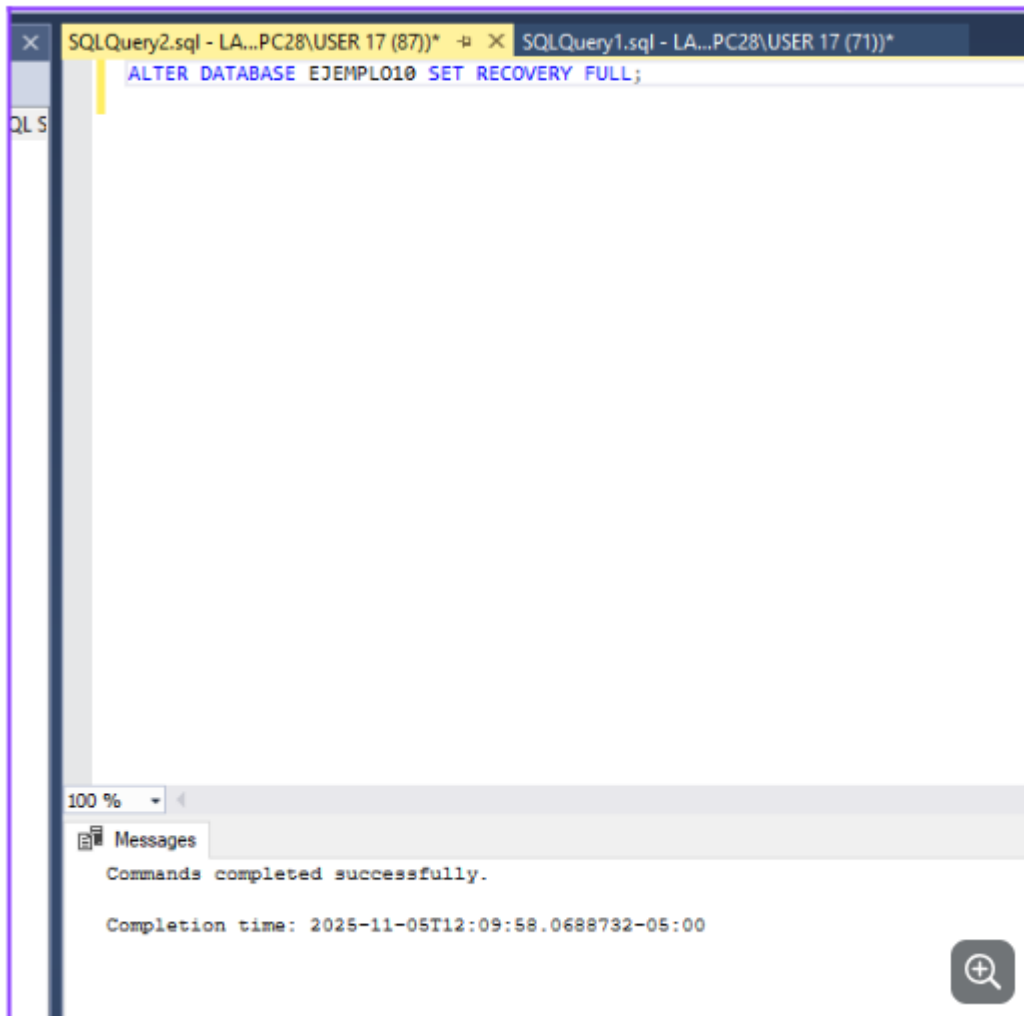 SQLQuery2.sql - LA...PC28\USER 17 (87))*
SQLQuery1.sql - LA...PC28\USER 17 (71))*
QL S
ALTER DATABASE EJEMPLO10 SET RECOVERY FULL;
100 %
Messages
Commands completed successfully.
Completion time: 2025-11-05T12:09:58.0688732-05:00